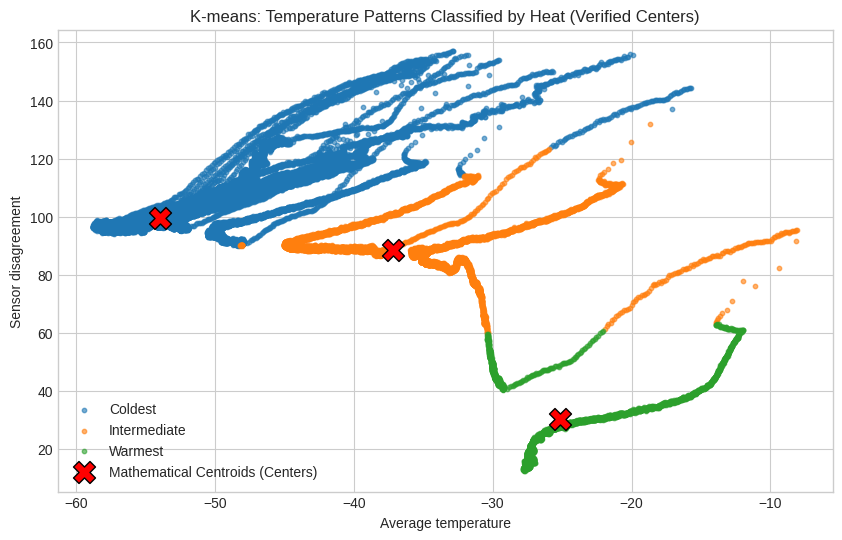 K-means: Temperature Patterns Classified by Heat (Verified Centers)
160
140
120
100
80
60
40
20
Sensor disagreement
Coldest
Intermediate
Warmest
Mathematical Centroids (Centers)
−60
−50
−40
−30
−20
−10
Average temperature